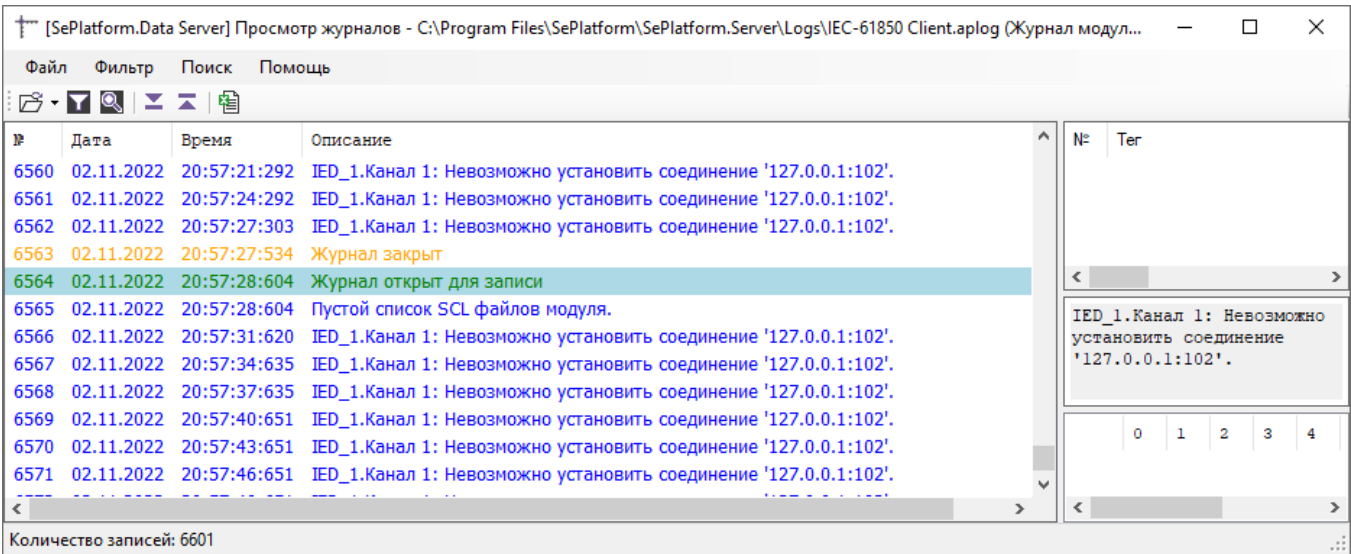 [SePlatform.Data Server] Просмотр журналов - C:\Program Files\SePlatform\SePlatform.Server\Logs\IEC-61850 Client.aplog (Журнал модул...
Файл Фильтр Поиск Помощь
№ Дата Время Описание
6560 02.11.2022 20:57:21:292 IED_1.Канал 1: Невозможно установить соединение '127.0.0.1:102'.
6561 02.11.2022 20:57:24:292 IED_1.Канал 1: Невозможно установить соединение '127.0.0.1:102'.
6562 02.11.2022 20:57:27:303 IED_1.Канал 1: Невозможно установить соединение '127.0.0.1:102'.
6563 02.11.2022 20:57:27:534 Журнал закрыт
6564 02.11.2022 20:57:28:604 Журнал открыт для записи
6565 02.11.2022 20:57:28:604 Пустой список SCL файлов модуля.
6566 02.11.2022 20:57:31:620 IED_1.Канал 1: Невозможно установить соединение '127.0.0.1:102'.
6567 02.11.2022 20:57:34:635 IED_1.Канал 1: Невозможно установить соединение '127.0.0.1:102'.
6568 02.11.2022 20:57:37:635 IED_1.Канал 1: Невозможно установить соединение '127.0.0.1:102'.
6569 02.11.2022 20:57:40:651 IED_1.Канал 1: Невозможно установить соединение '127.0.0.1:102'.
6570 02.11.2022 20:57:43:651 IED_1.Канал 1: Невозможно установить соединение '127.0.0.1:102'.
6571 02.11.2022 20:57:46:651 IED_1.Канал 1: Невозможно установить соединение '127.0.0.1:102'.
№ Тег
IED_1.Канал 1: Невозможно
установить соединение
'127.0.0.1:102'.
0 1 2 3 4
Количество записей: 6601